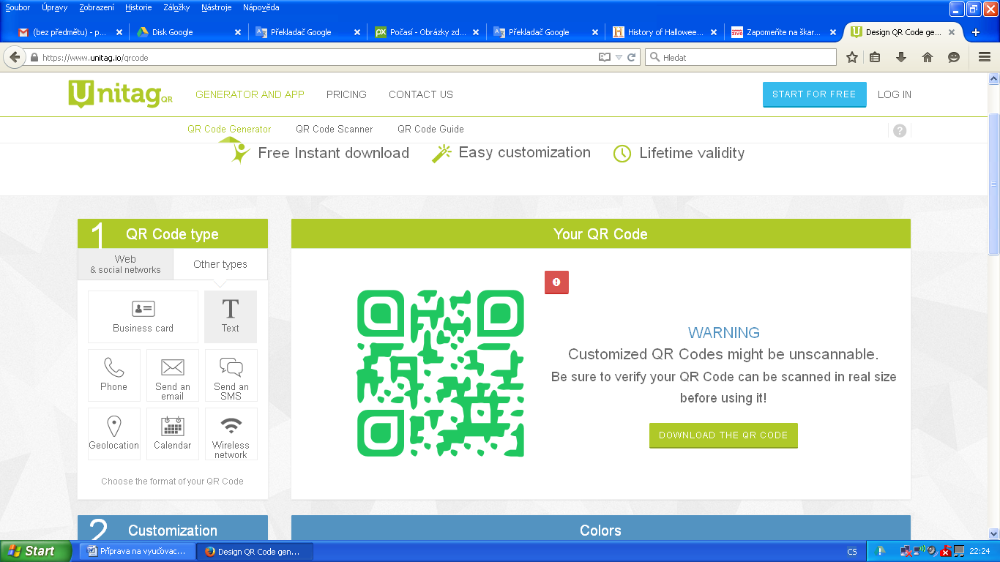 Soubor Úpravy Zobrazení Historie Záložky Nástroje Nápověda
(bez předmětu) - p... Disk Google Překladač Google Počasí - Obrázky zd... Překladač Google History of Hallowee... Zapomeňte na škar... Design QR Code ge...
https://www.unitag.io/qrcode Hledat
Unitag QR GENERATOR AND APP PRICING CONTACT US START FOR FREE LOG IN
QR Code Generator QR Code Scanner QR Code Guide ?
Free Instant download Easy customization Lifetime validity
1 QR Code type
Web
& social networks
Other types
Business card
T
Text
Phone
Send an
email
Send an
SMS
Geolocation
Calendar
Wireless
network
Choose the format of your QR Code
Your QR Code
WARNING
Customized QR Codes might be unscannable.
Be sure to verify your QR Code can be scanned in real size
before using it!
DOWNLOAD THE QR CODE
2 Customization
Colors
Start Příprava na vyučovac... Design QR Code gen... CS 22:24